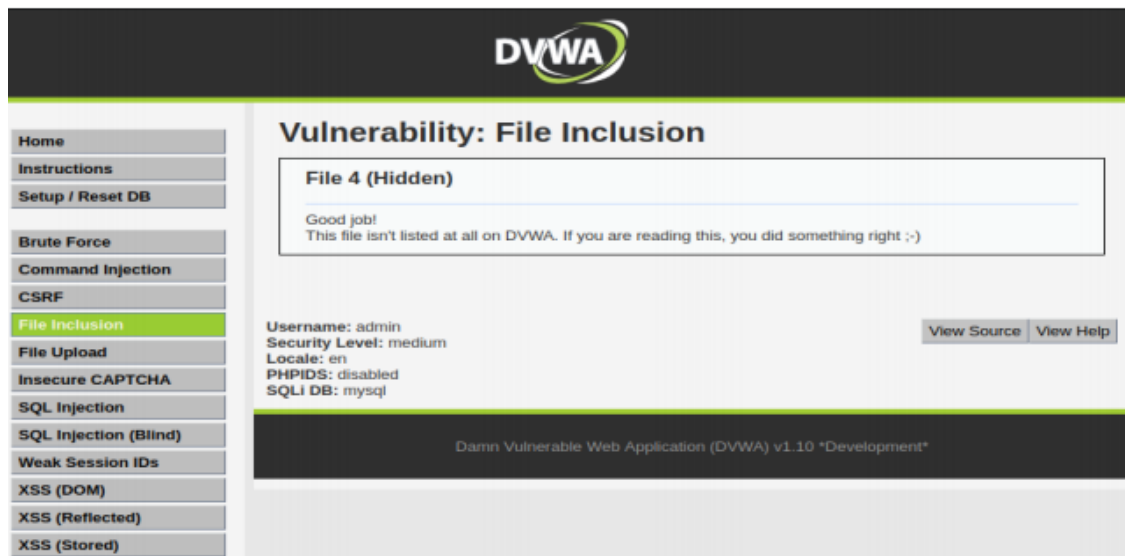 DVWA
Home
Instructions
Setup / Reset DB
Brute Force
Command Injection
CSRF
File Inclusion
File Upload
Insecure CAPTCHA
SQL Injection
SQL Injection (Blind)
Weak Session IDs
XSS (DOM)
XSS (Reflected)
XSS (Stored)
Vulnerability: File Inclusion
File 4 (Hidden)
Good job!
This file isn't listed at all on DVWA. If you are reading this, you did something right ;-)
Username: admin
Security Level: medium
Locale: en
PHPIDS: disabled
SQLi DB: mysql
View Source View Help
Damn Vulnerable Web Application (DVWA) v1.10 *Development*